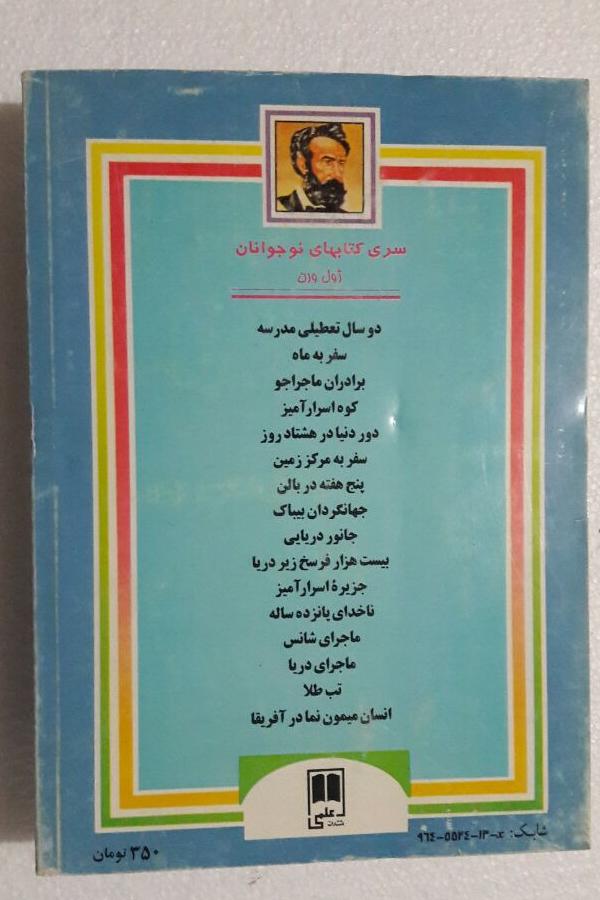 سری کتابهای نوجوانان
ژول ورن
دو سال تعطیلی مدرسه
سفر به ماه
برادران ماجراجو
کوه اسرارآمیز
دور دنیا در هشتاد روز
سفر به مرکز زمین
پنج هفته در بالن
جهانگردان بیباک
جانور دریایی
بیست هزار فرسخ زیر دریا
جزیرهٔ اسرارآمیز
ناخدای پانزده ساله
ماجرای شانس
ماجرای دریا
تب طلا
انسان میمون نما در آفریقا
علمی
شابک: x-۱۳-۵۵۲٤-۹٦٤
۳۵۰ تومان